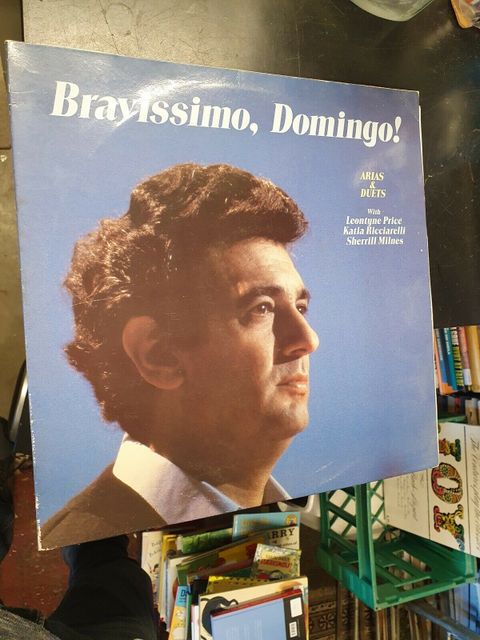 Bravissimo, Domingo!
ARIAS
&
DUETS
With
Leontyne Price
Katia Ricciarelli
Sherrill Milnes